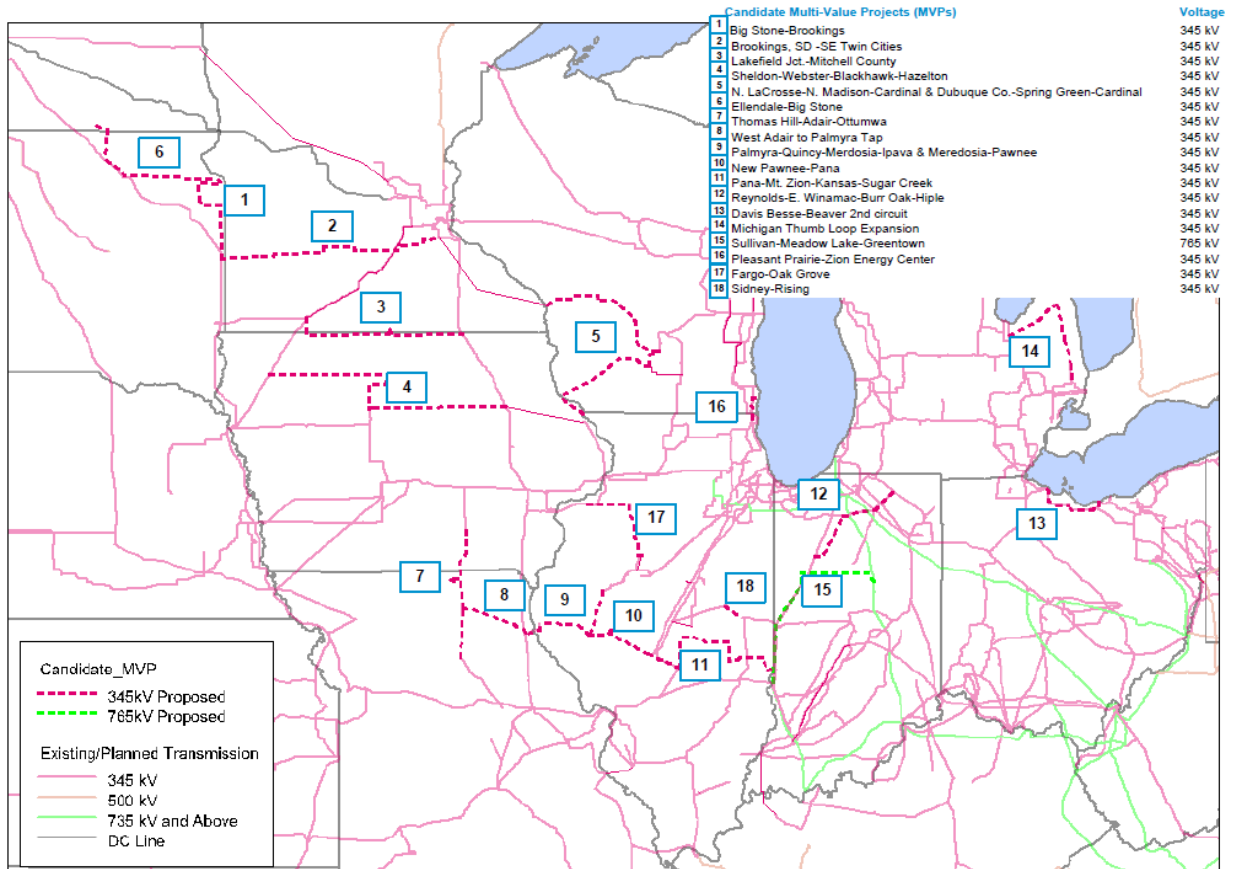 Candidate Multi-Value Projects (MVPs) Voltage
1 Big Stone-Brookings 345 kV
2 Brookings, SD -SE Twin Cities 345 kV
3 Lakefield Jct.-Mitchell County 345 kV
4 Sheldon-Webster-Blackhawk-Hazelton 345 kV
5 N. LaCrosse-N. Madison-Cardinal & Dubuque Co.-Spring Green-Cardinal 345 kV
6 Ellendale-Big Stone 345 kV
7 Thomas Hill-Adair-Ottumwa 345 kV
8 West Adair to Palmyra Tap 345 kV
9 Palmyra-Quincy-Merdosia-Ipava & Meredosia-Pawnee 345 kV
10 New Pawnee-Pana 345 kV
11 Pana-Mt. Zion-Kansas-Sugar Creek 345 kV
12 Reynolds-E. Winamac-Burr Oak-Hiple 345 kV
13 Davis Besse-Beaver 2nd circuit 345 kV
14 Michigan Thumb Loop Expansion 345 kV
15 Sullivan-Meadow Lake-Greentown 765 kV
16 Pleasant Prairie-Zion Energy Center 345 kV
17 Fargo-Oak Grove 345 kV
18 Sidney-Rising 345 kV
6
1
2
3
5
14
4
16
12
17
13
7
18
15
8
9
10
11
Candidate_MVP
345kV Proposed
765kV Proposed
Existing/Planned Transmission
345 kV
500 kV
735 kV and Above
DC Line